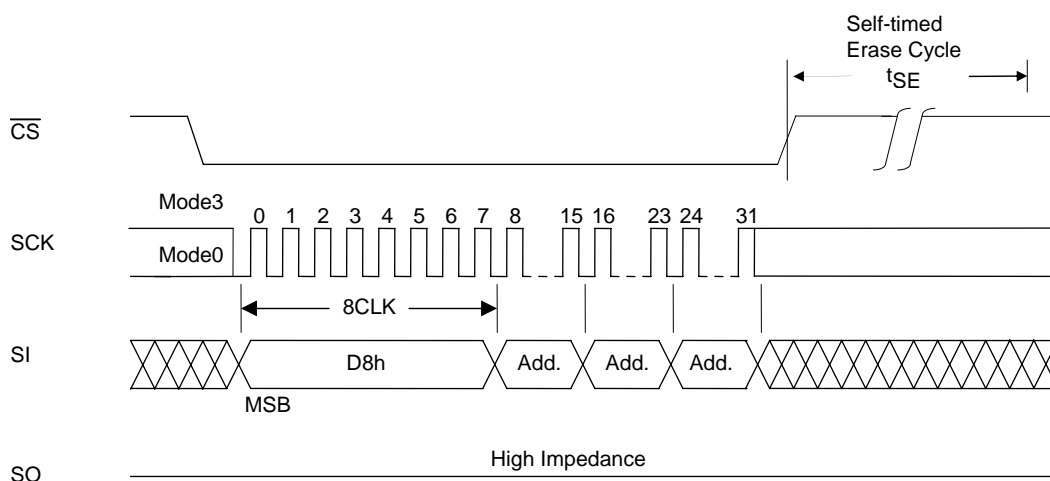 Self-timed
Erase Cycle
tSE
CS
Mode3
0 1 2 3 4 5 6 7 8 15 16 23 24 31
SCK
Mode0
8CLK
SI
D8h Add. Add. Add.
MSB
High Impedance
SO